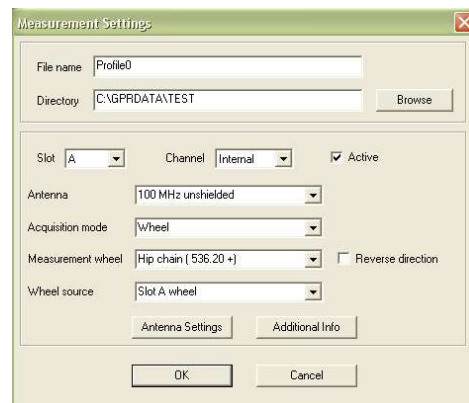 Measurement Settings
File name Profile0
Directory C:\GPRDATA\TEST Browse
Slot A Channel Internal Active
Antenna 100 MHz unshielded
Acquisition mode Wheel
Measurement wheel Hip chain ( 536.20 +) Reverse direction
Wheel source Slot A wheel
Antenna Settings Additional Info
OK Cancel